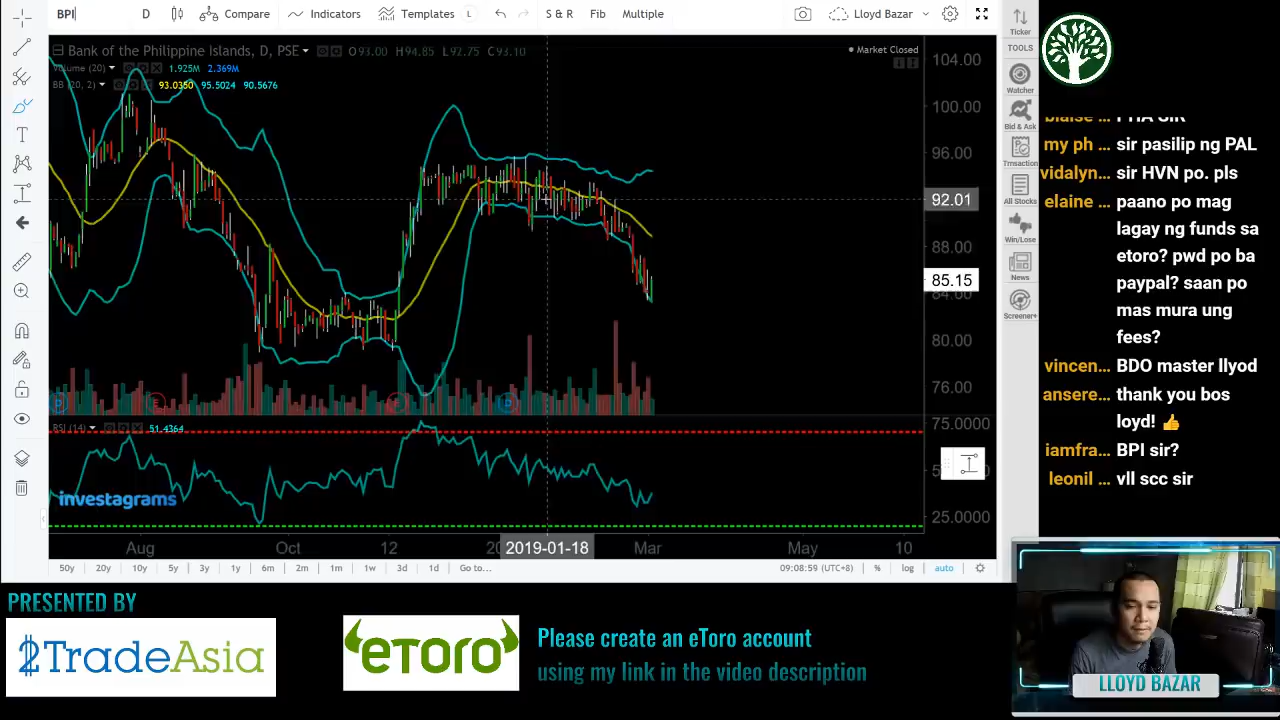 BPI
D
Compare
Indicators
Templates
L
S & R
Fib
Multiple
Lloyd Bazar
Bank of the Philippine Islands, D, PSE
O93.00 H94.85 L92.75 C93.10
Market Closed
Volume (20)
1.925M 2.369M
BB (20, 2)
93.0350 95.5024 90.5676
104.00
100.00
96.00
92.01
88.00
85.15
84.00
80.00
76.00
RSI (14)
51.4364
75.0000
25.0000
investagrams
Aug
Oct
12
2019-01-18
Mar
May
10
50y
20y
10y
5y
3y
1y
6m
2m
1m
1w
3d
1d
Go to...
09:08:59 (UTC+8)
%
log
auto
Ticker
TOOLS
Watcher
Bid & Ask
All Stocks
Win/Lose
News
Screener+
my ph ... sir pasilip ng PAL
vidalyn... sir HVN po. pls
elaine ... paano po mag
lagay ng funds sa
etoro? pwd po ba
paypal? saan po
mas mura ung
fees?
vincen... BDO master llyod
ansere... thank you bos
loyd! 👍
iamfra... BPI sir?
leonil ... vll scc sir
PRESENTED BY
2TradeAsia
eToro
Please create an eToro account
using my link in the video description
LLOYD BAZAR